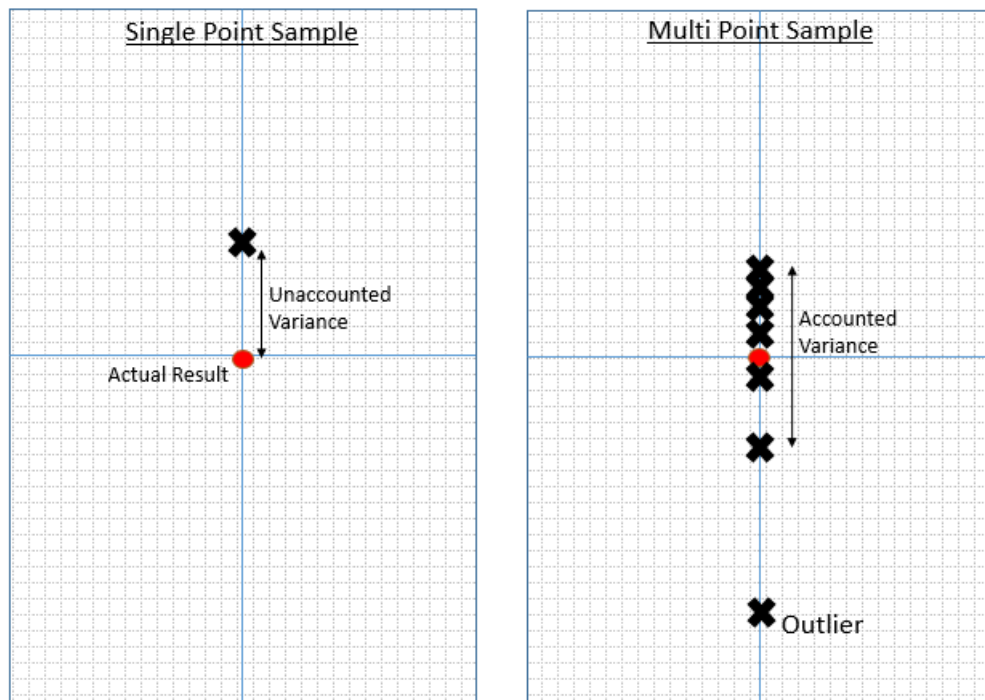 Single Point Sample
Unaccounted
Variance
Actual Result
Multi Point Sample
Accounted
Variance
Outlier